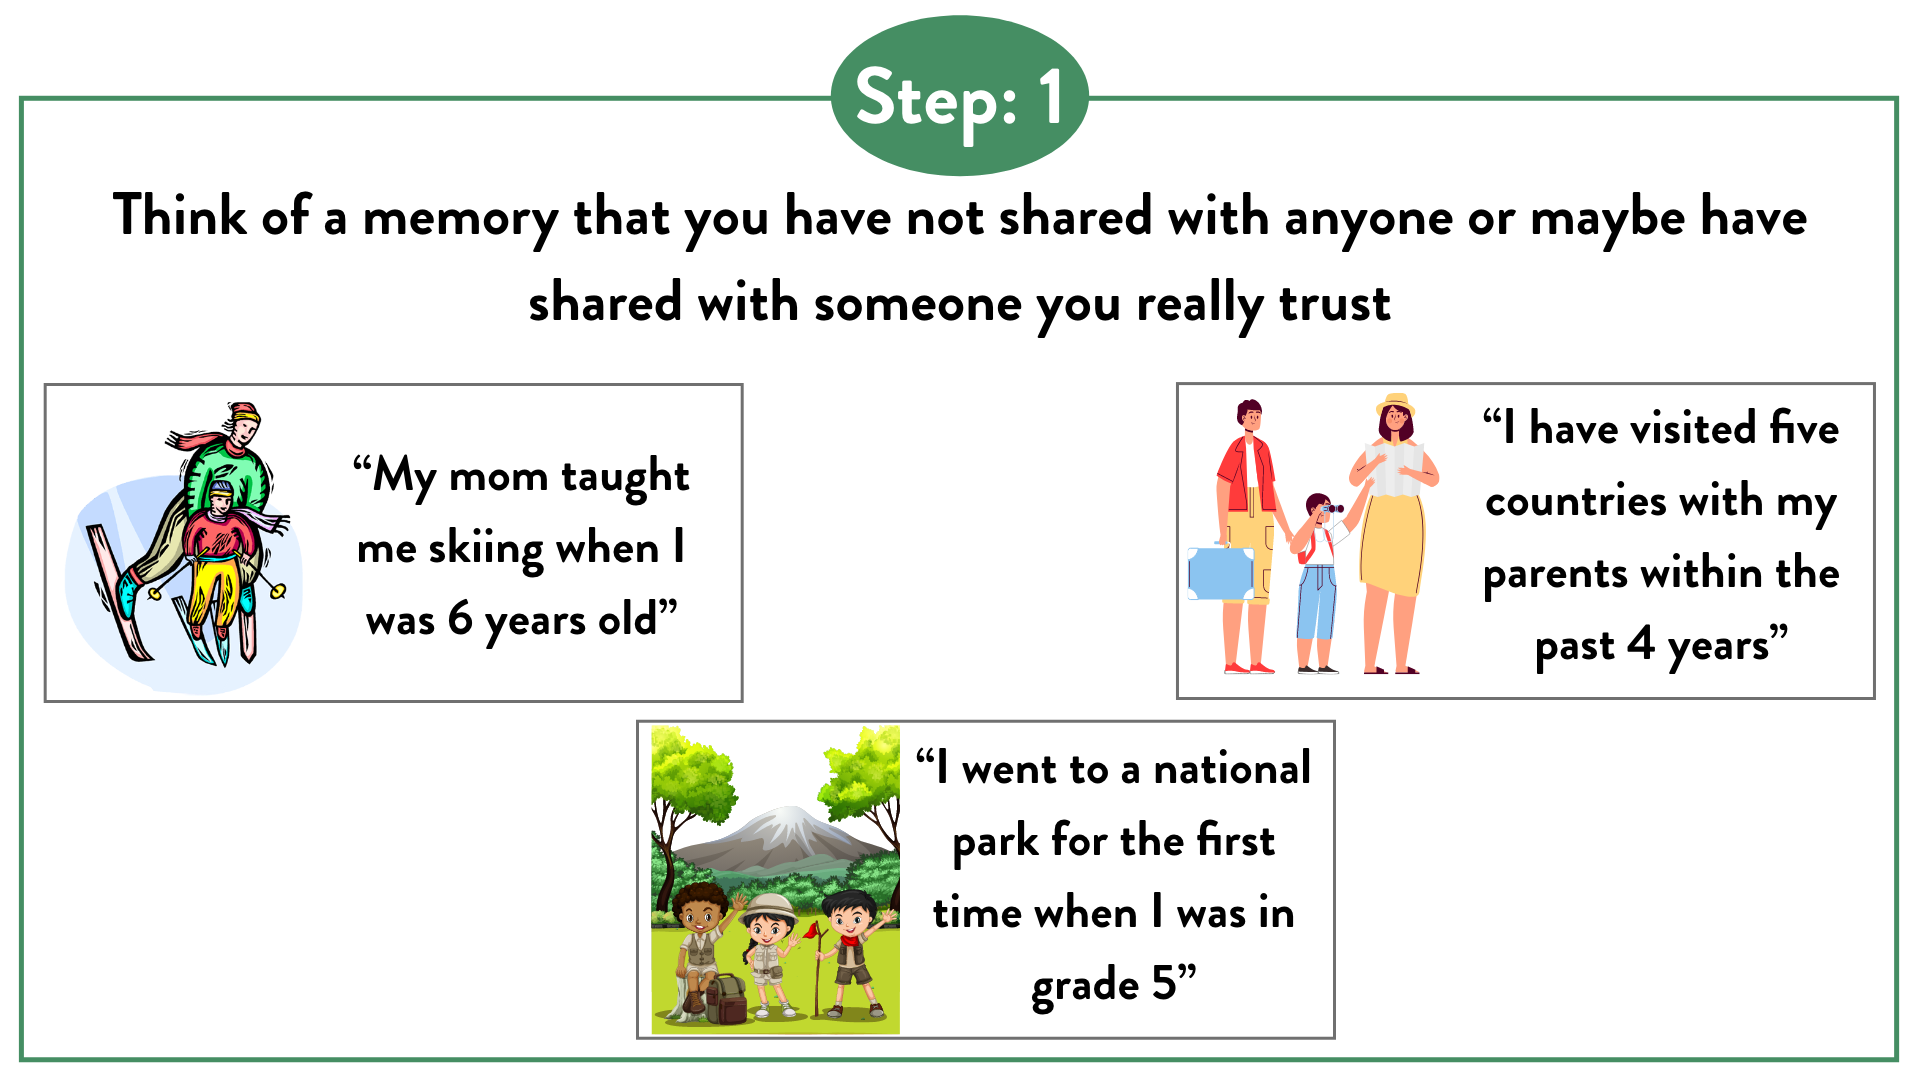 Step: 1
Think of a memory that you have not shared with anyone or maybe have
shared with someone you really trust
“My mom taught
me skiing when I
was 6 years old”
“I have visited five
countries with my
parents within the
past 4 years”
“I went to a national
park for the first
time when I was in
grade 5”